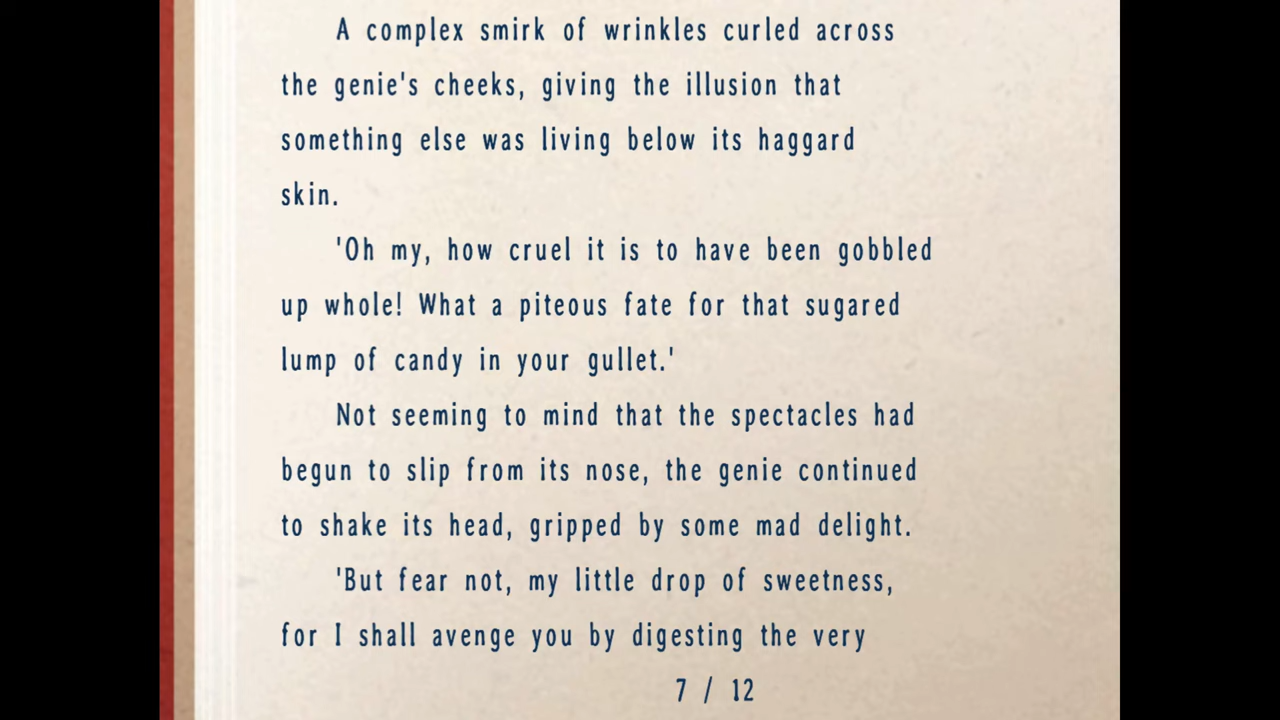 A complex smirk of wrinkles curled across
the genie's cheeks, giving the illusion that
something else was living below its haggard
skin.
'Oh my, how cruel it is to have been gobbled
up whole! What a piteous fate for that sugared
lump of candy in your gullet.'
Not seeming to mind that the spectacles had
begun to slip from its nose, the genie continued
to shake its head, gripped by some mad delight.
'But fear not, my little drop of sweetness,
for I shall avenge you by digesting the very
7 / 12